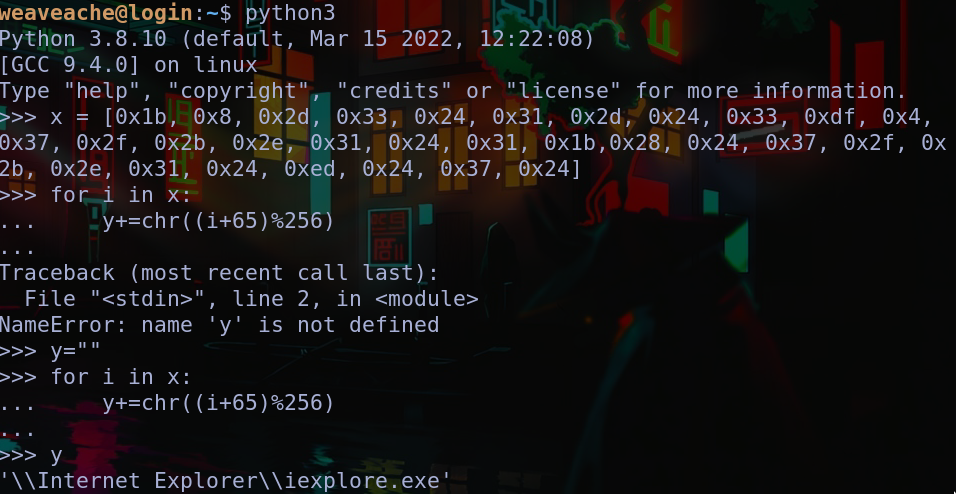 weaveache@login:~$ python3
Python 3.8.10 (default, Mar 15 2022, 12:22:08)
[GCC 9.4.0] on linux
Type "help", "copyright", "credits" or "license" for more information.
>>> x = [0x1b, 0x8, 0x2d, 0x33, 0x24, 0x31, 0x2d, 0x24, 0x33, 0xdf, 0x4,
0x37, 0x2f, 0x2b, 0x2e, 0x31, 0x24, 0x31, 0x1b,0x28, 0x24, 0x37, 0x2f, 0x
2b, 0x2e, 0x31, 0x24, 0xed, 0x24, 0x37, 0x24]
>>> for i in x:
...     y+=chr((i+65)%256)
...
Traceback (most recent call last):
  File "<stdin>", line 2, in <module>
NameError: name 'y' is not defined
>>> y=""
>>> for i in x:
...     y+=chr((i+65)%256)
...
>>> y
'\\Internet Explorer\\iexplore.exe'